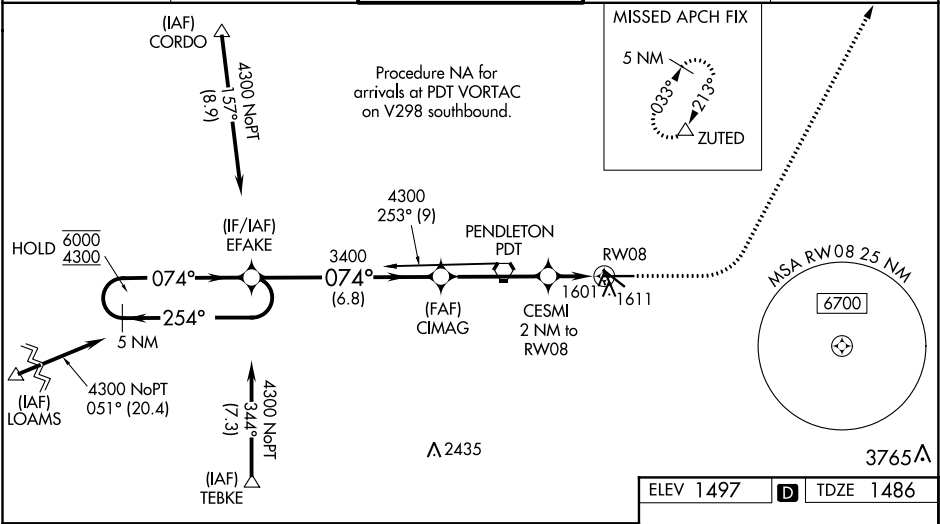 (IAF)
CORDO
4300 NoPT
157°
(8.9)
Procedure NA for
arrivals at PDT VORTAC
on V298 southbound.
MISSED APCH FIX
5 NM
033°
213°
ZUTED
HOLD
6000
4300
074°
254°
5 NM
(IF/IAF)
EFAKE
3400
074°
(6.8)
4300
253° (9)
(FAF)
CIMAG
PENDLETON
PDT
CESMI
2 NM to
RW08
RW08
1601
1611
MSA RW08 25 NM
6700
(IAF)
LOAMS
4300 NoPT
051° (20.4)
4300 NoPT
344°
(7.3)
(IAF)
TEBKE
2435
3765
ELEV 1497 D TDZE 1486